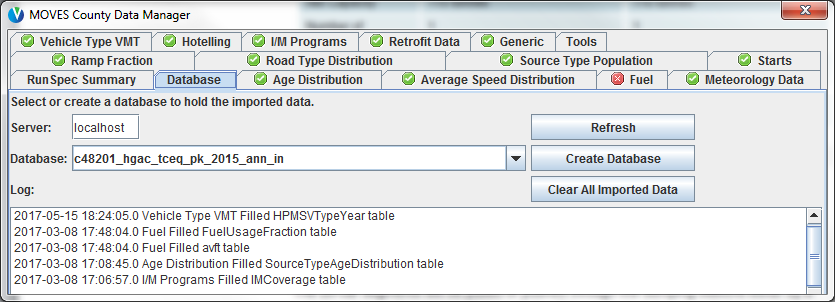 MOVES County Data Manager
Vehicle Type VMT Hotelling I/M Programs Retrofit Data Generic Tools
Ramp Fraction Road Type Distribution Source Type Population Starts
RunSpec Summary Database Age Distribution Average Speed Distribution Fuel Meteorology Data
Select or create a database to hold the imported data.
Server: localhost Refresh
Database: c48201_hgac_tceq_pk_2015_ann_in Create Database
Log: Clear All Imported Data
2017-05-15 18:24:05.0 Vehicle Type VMT Filled HPMSVTypeYear table
2017-03-08 17:48:04.0 Fuel Filled FuelUsageFraction table
2017-03-08 17:48:04.0 Fuel Filled avft table
2017-03-08 17:08:45.0 Age Distribution Filled SourceTypeAgeDistribution table
2017-03-08 17:06:57.0 I/M Programs Filled IMCoverage table